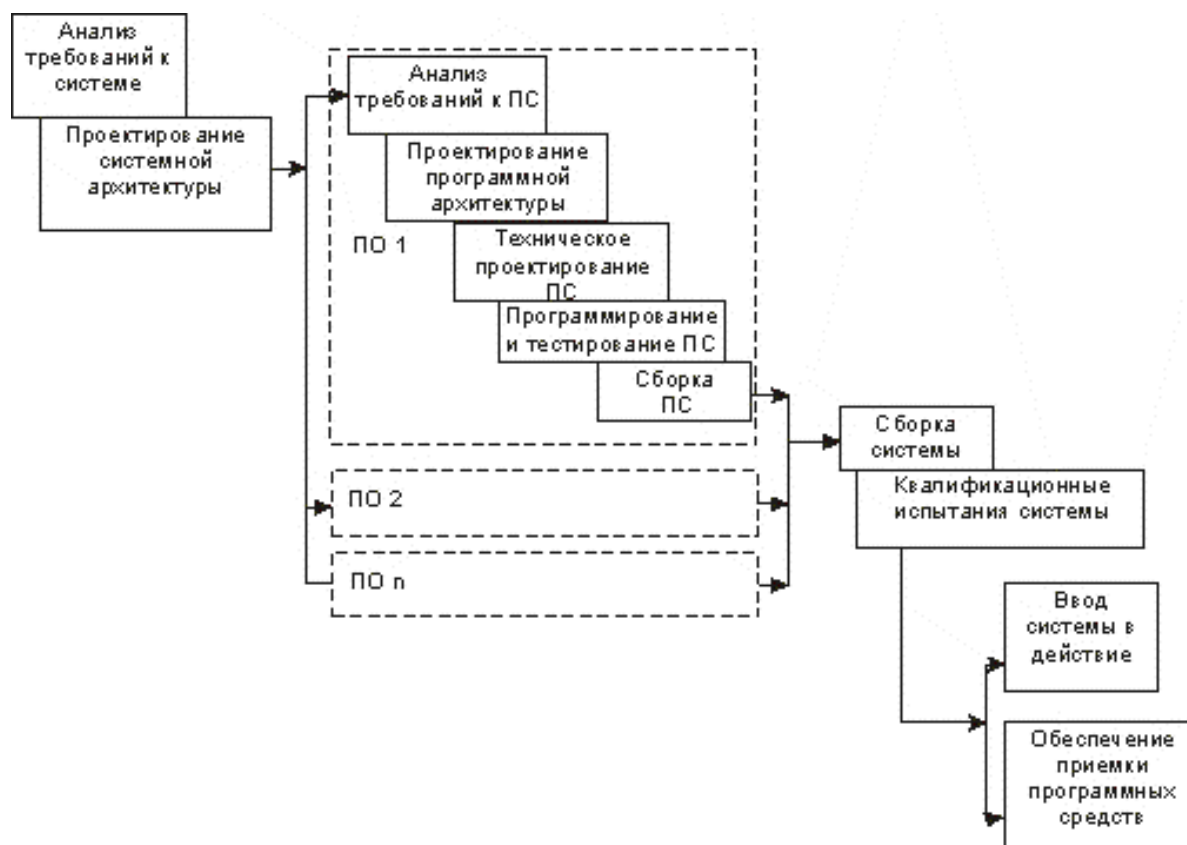 Анализ
требований к
системе
Проектирование
системной
архитектуры
Анализ
требований к ПС
Проектирование
программной
архитектуры
ПО 1
Техническое
проектирование
ПС
Программирование
и тестирование ПС
Сборка
ПС
ПО 2
ПО n
Сборка
системы
Квалификационные
испытания системы
Ввод
системы в
действие
Обеспечение
приемки
программных
средств